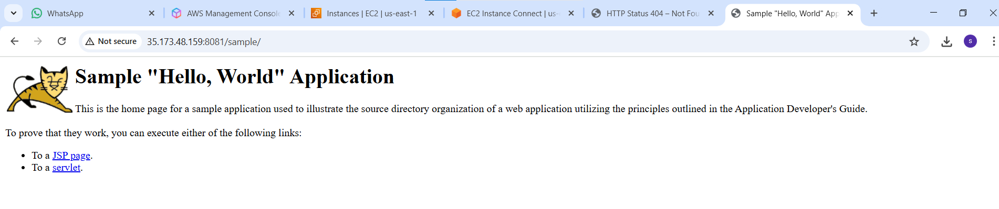 WhatsApp
AWS Management Console
Instances | EC2 | us-east-1
EC2 Instance Connect | us-
HTTP Status 404 – Not Fou
Sample "Hello, World" App
Not secure
35.173.48.159:8081/sample/
S
Sample "Hello, World" Application
This is the home page for a sample application used to illustrate the source directory organization of a web application utilizing the principles outlined in the Application Developer's Guide.
To prove that they work, you can execute either of the following links:
• To a JSP page.
• To a servlet.